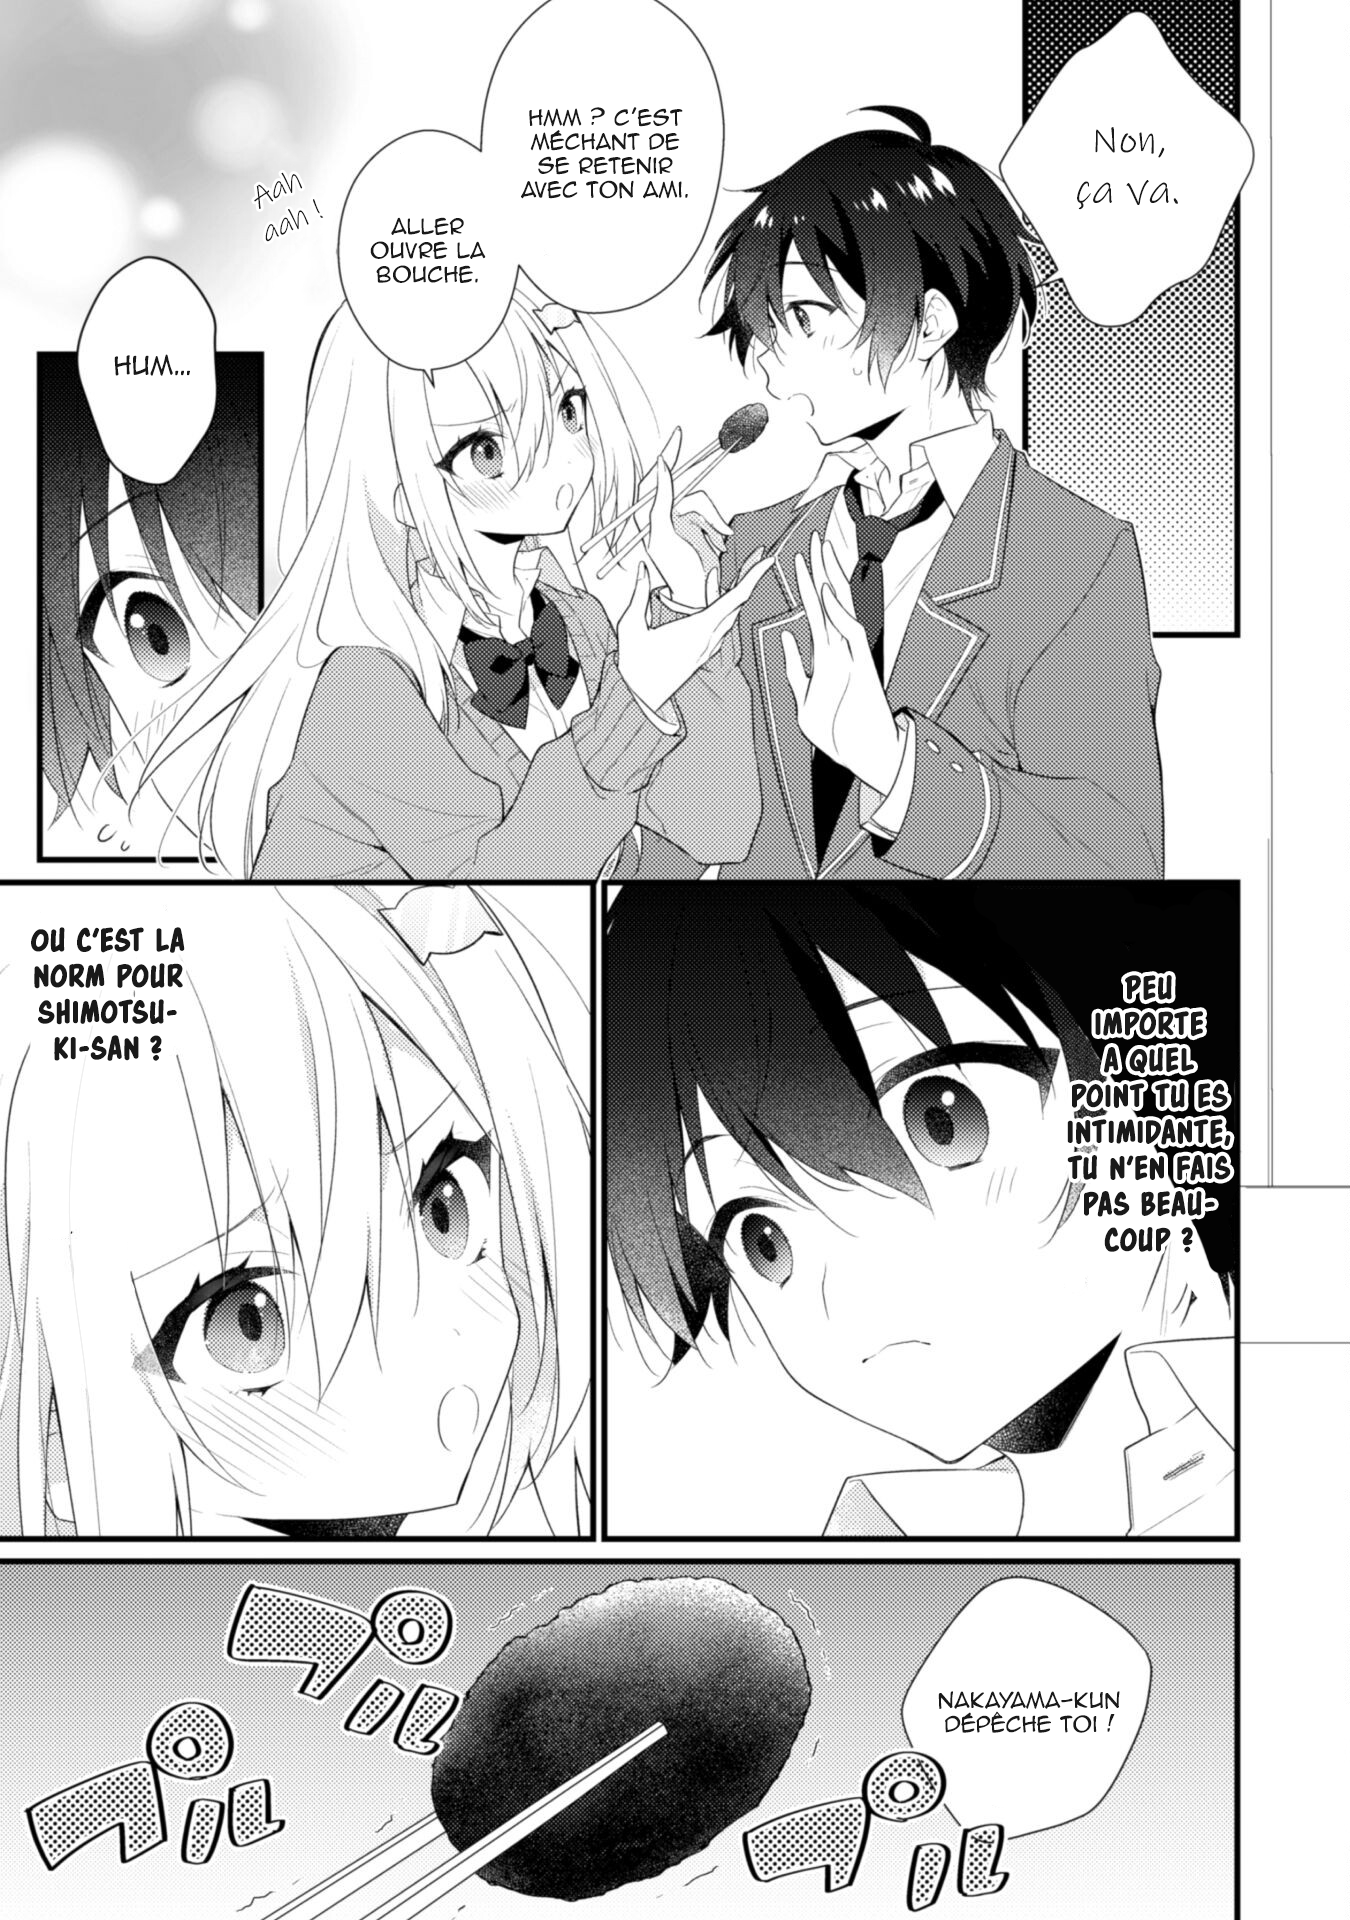 Non,
ça va.
HMM ? C'EST
MÉCHANT DE
SE RETENIR
AVEC TON AMI.
ALLER
OUVRE LA
BOUCHE.
Aah
aah !
HUM...
PEU
IMPORTE
A QUEL
POINT TU ES
INTIMIDANTE,
TU N'EN FAIS
PAS BEAU-
COUP ?
OU C'EST LA
NORM POUR
SHIMOTSU-
KI-SAN ?
NAKAYAMA-KUN
DÉPÊCHE TOI !
プル
プル
プル